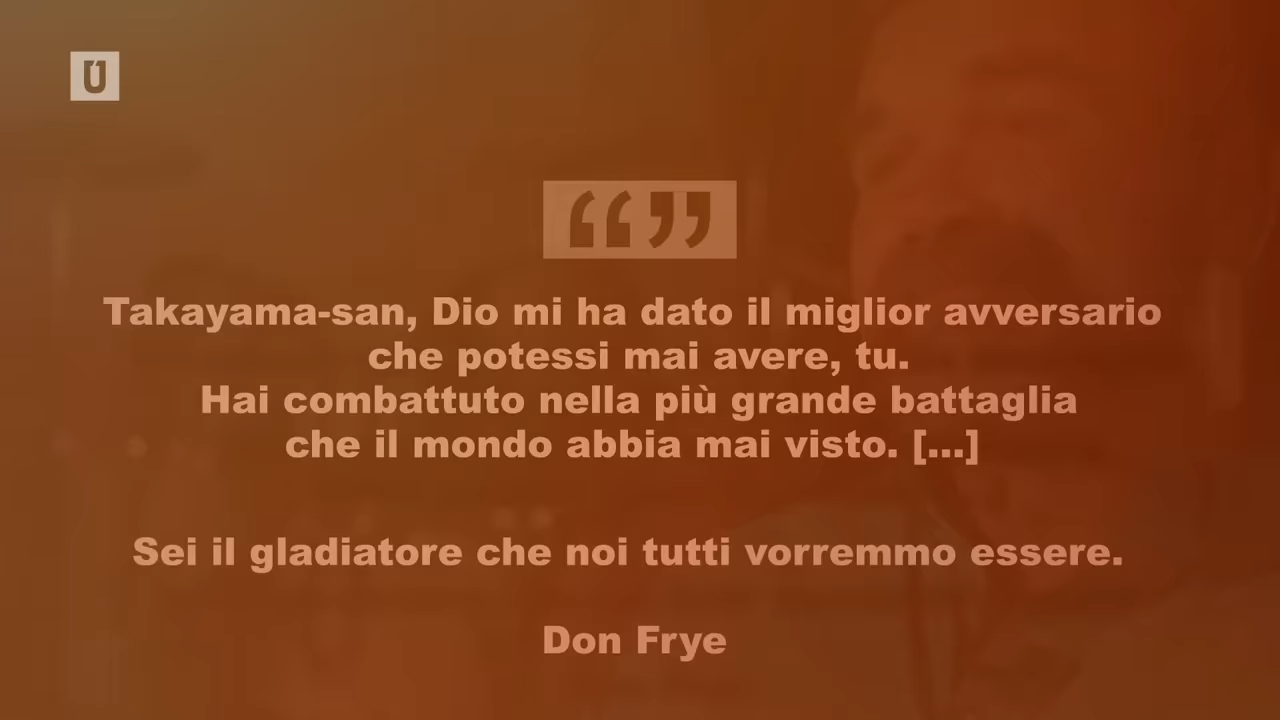 Ū
“ ”
Takayama-san, Dio mi ha dato il miglior avversario
che potessi mai avere, tu.
Hai combattuto nella più grande battaglia
che il mondo abbia mai visto. [...]
Sei il gladiatore che noi tutti vorremmo essere.
Don Frye